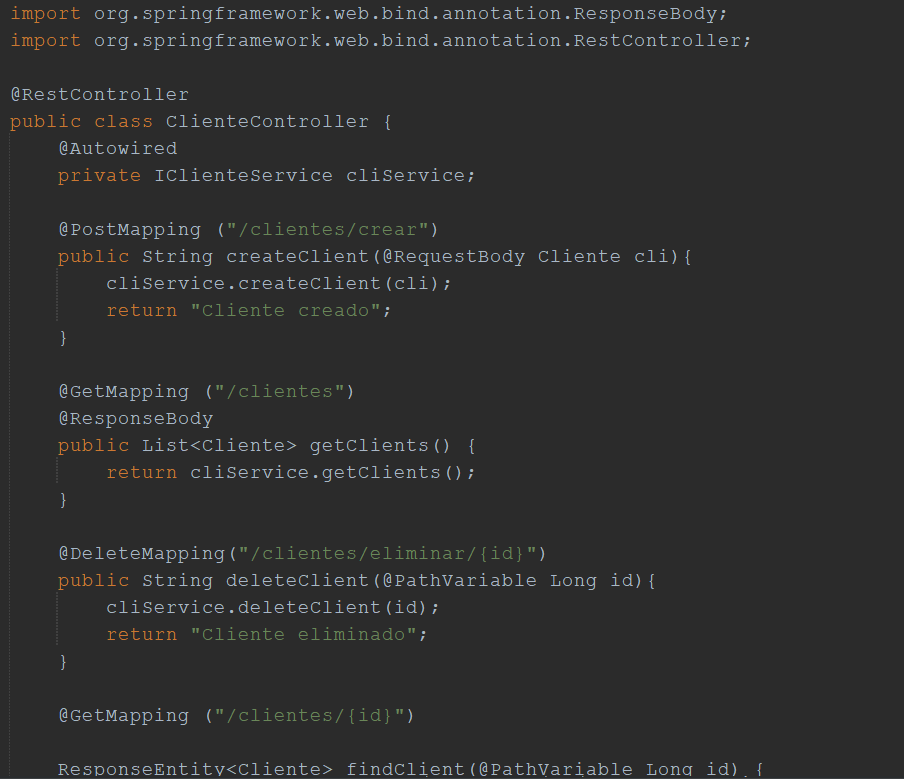 import org.springframework.web.bind.annotation.ResponseBody;
import org.springframework.web.bind.annotation.RestController;
@RestController
public class ClienteController {
@Autowired
private IClienteService cliService;
@PostMapping ("/clientes/crear")
public String createClient(@RequestBody Cliente cli){
cliService.createClient(cli);
return "Cliente creado";
}
@GetMapping ("/clientes")
@ResponseBody
public List<Cliente> getClients() {
return cliService.getClients();
}
@DeleteMapping("/clientes/eliminar/{id}")
public String deleteClient(@PathVariable Long id){
cliService.deleteClient(id);
return "Cliente eliminado";
}
@GetMapping ("/clientes/{id}")
ResponseEntity<Cliente> findClient(@PathVariable Long id) {